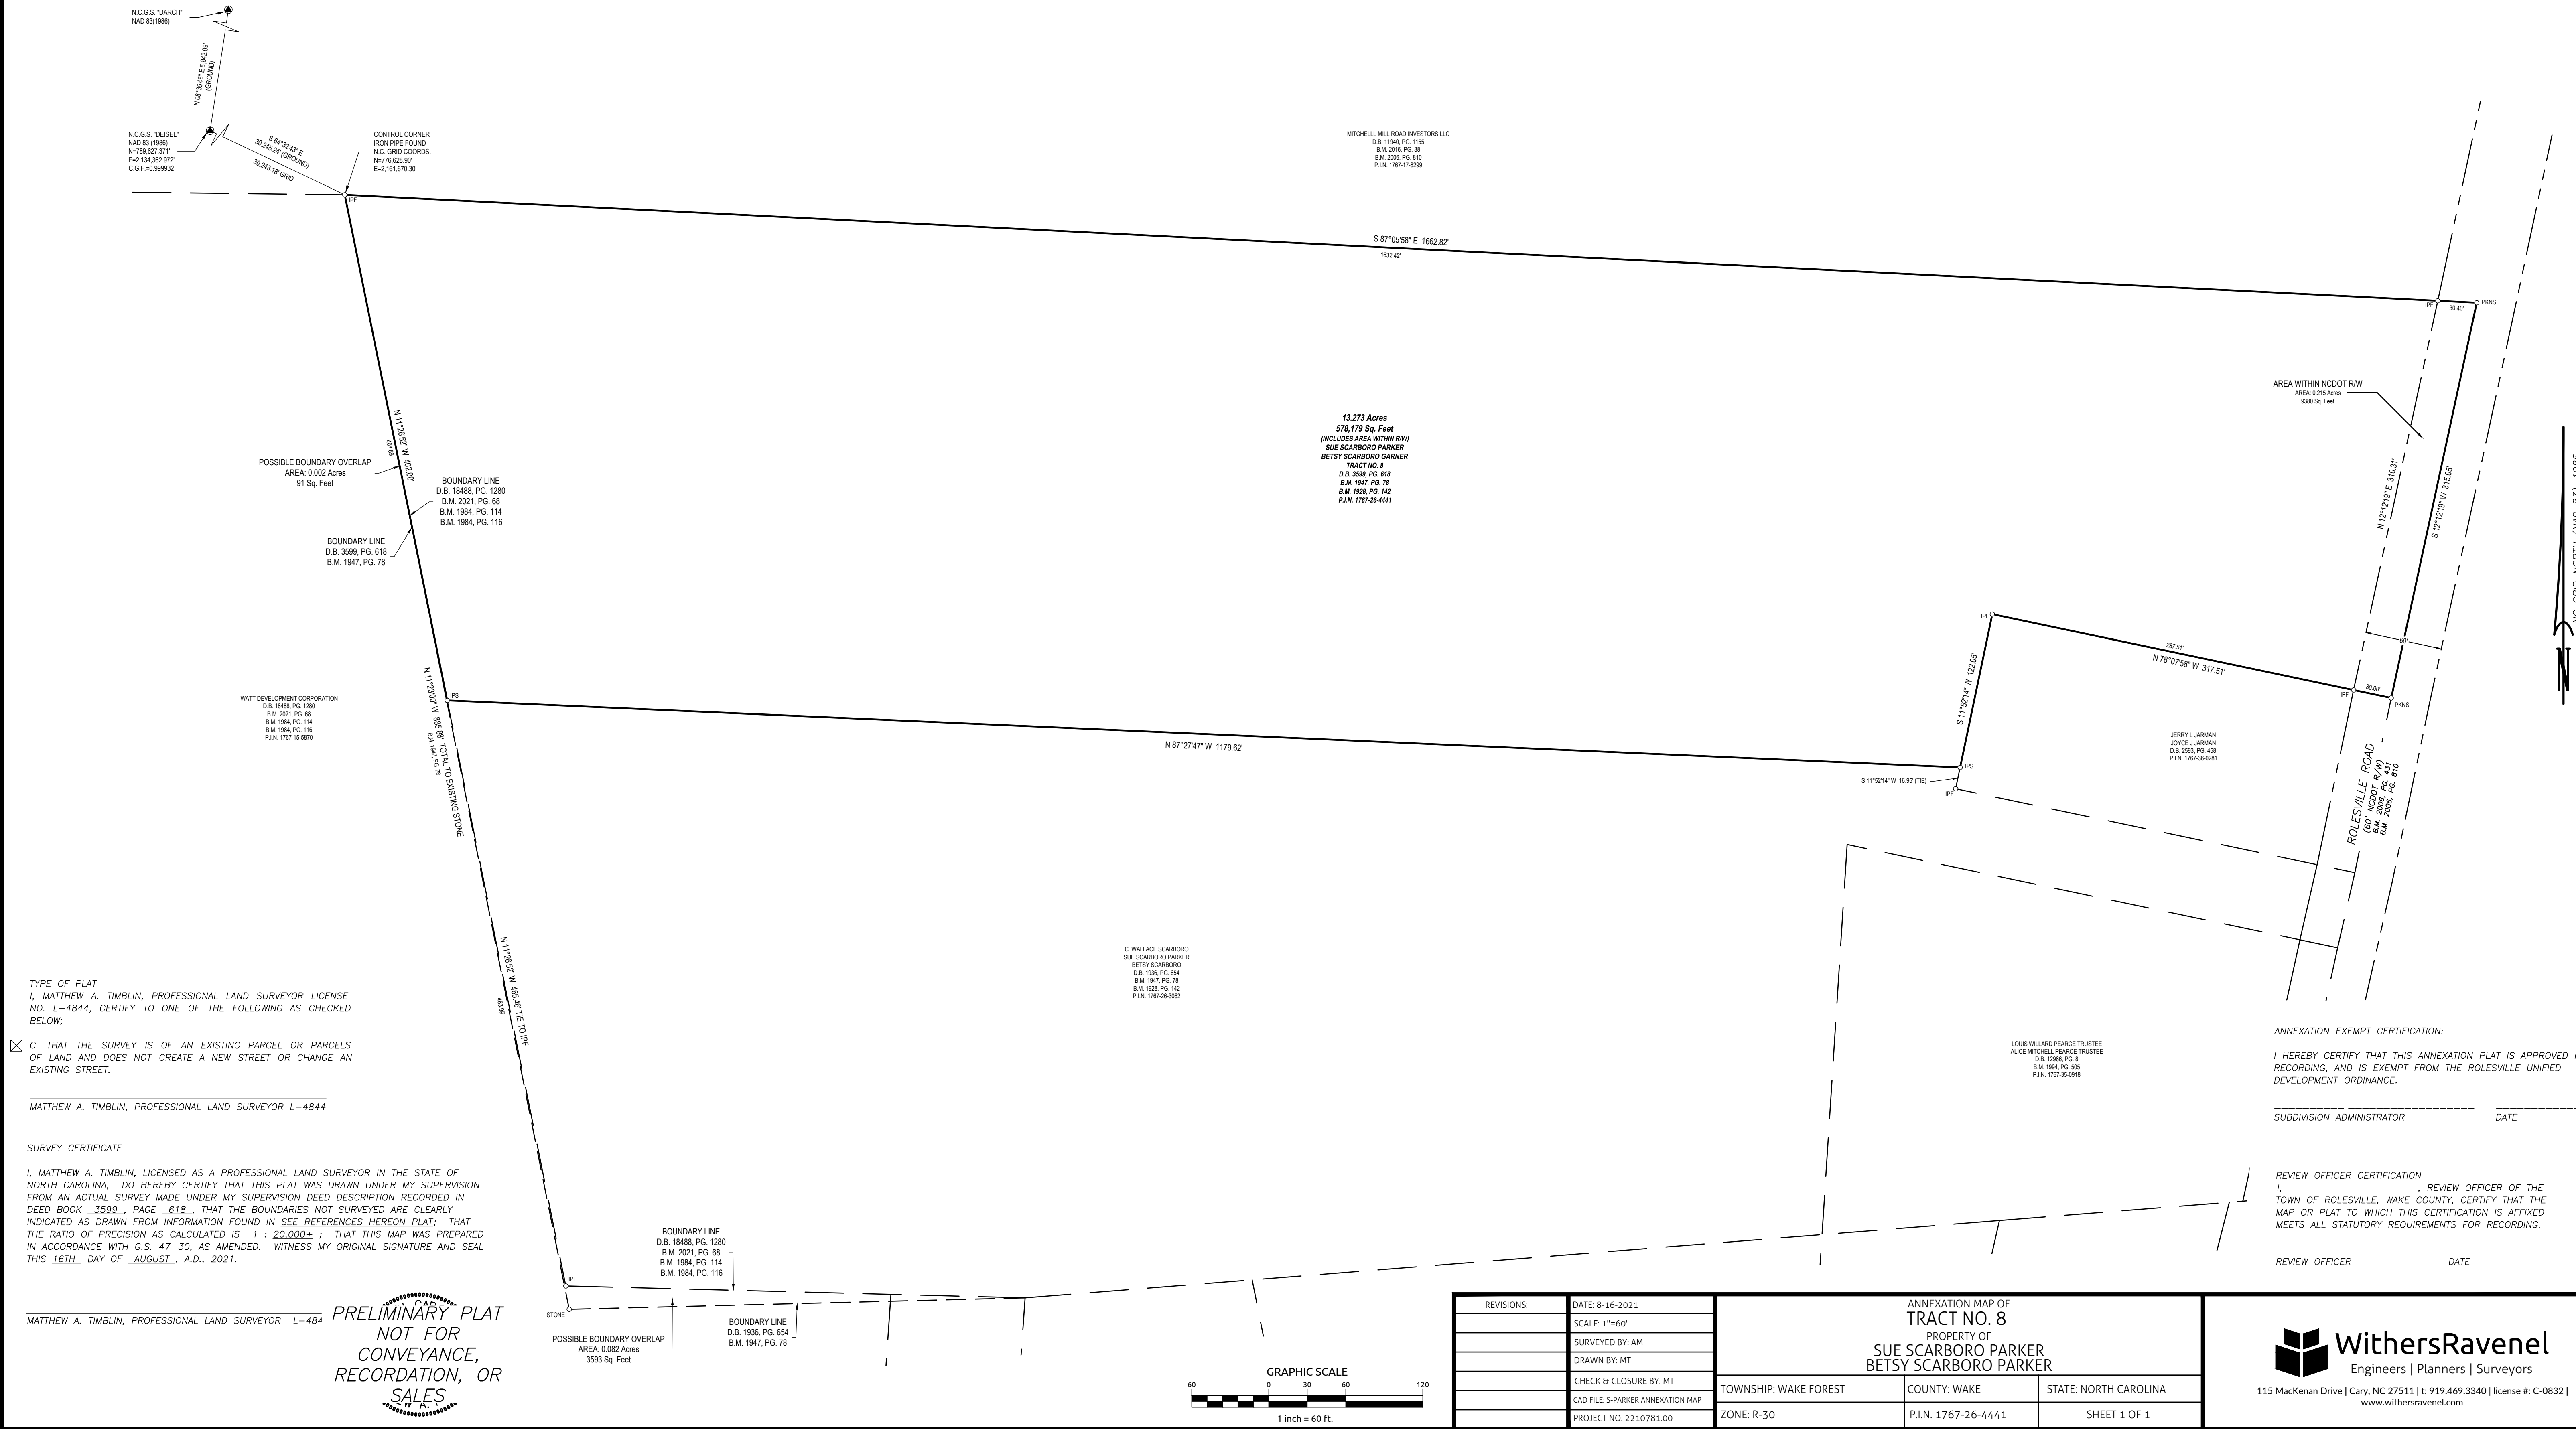 N.C.G.S. "DARCH"
NAD 83(1986)
N 08°35'46" E 5,842.09'
(GROUND)
N.C.G.S. "DEISEL"
NAD 83 (1986)
N=789,627.371'
E=2,134,362.972'
C.G.F.=0.999932
S 64°32'43" E
30,245.24' (GROUND)
30,243.18' GRID
CONTROL CORNER
IRON PIPE FOUND
N.C. GRID COORDS.
N=776,628.90'
E=2,161,670.30'
IPF
MITCHELLL MILL ROAD INVESTORS LLC
D.B. 11940, PG. 1155
B.M. 2016, PG. 38
B.M. 2006, PG. 810
P.I.N. 1767-17-8299
S 87°05'58" E 1662.82'
1632.42'
IPF
30.40'
PKNS
AREA WITHIN NCDOT R/W
AREA: 0.215 Acres
9380 Sq. Feet
N 12°12'19" E 310.31'
S 12°12'19" W 315.05'
60'
13.273 Acres
578,179 Sq. Feet
(INCLUDES AREA WITHIN R/W)
SUE SCARBORO PARKER
BETSY SCARBORO GARNER
TRACT NO. 8
D.B. 3599, PG. 618
B.M. 1947, PG. 78
B.M. 1928, PG. 142
P.I.N. 1767-26-4441
N 11°26'52" W 402.00'
401.89'
POSSIBLE BOUNDARY OVERLAP
AREA: 0.002 Acres
91 Sq. Feet
BOUNDARY LINE
D.B. 18488, PG. 1280
B.M. 2021, PG. 68
B.M. 1984, PG. 114
B.M. 1984, PG. 116
BOUNDARY LINE
D.B. 3599, PG. 618
B.M. 1947, PG. 78
WATT DEVELOPMENT CORPORATION
D.B. 18488, PG. 1280
B.M. 2021, PG. 68
B.M. 1984, PG. 114
B.M. 1984, PG. 116
P.I.N. 1767-15-5870
IPS
N 11°23'00" W 885.88' TOTAL TO EXISTING STONE
B.M. 1947, PG. 78
N 87°27'47" W 1179.62'
IPF
S 11°52'14" W 122.05'
287.51'
N 78°07'58" W 317.51'
IPF
30.00'
PKNS
IPS
S 11°52'14" W 16.95' (TIE)
IPF
JERRY L JARMAN
JOYCE J JARMAN
D.B. 2593, PG. 458
P.I.N. 1767-36-0281
ROLESVILLE ROAD
(60' NCDOT R/W)
B.M. 2006, PG. 431
B.M. 2006, PG. 810
N
NC GRID NORTH (NAD 83) 1986
N 11°26'52" W 465.46' TIE TO IPF
483.99'
C. WALLACE SCARBORO
SUE SCARBORO PARKER
BETSY SCARBORO
D.B. 1936, PG. 654
B.M. 1947, PG. 78
B.M. 1928, PG. 142
P.I.N. 1767-26-3062
LOUIS WILLARD PEARCE TRUSTEE
ALICE MITCHELL PEARCE TRUSTEE
D.B. 12986, PG. 8
B.M. 1994, PG. 505
P.I.N. 1767-35-0918
TYPE OF PLAT
I, MATTHEW A. TIMBLIN, PROFESSIONAL LAND SURVEYOR LICENSE
NO. L-4844, CERTIFY TO ONE OF THE FOLLOWING AS CHECKED
BELOW;
C. THAT THE SURVEY IS OF AN EXISTING PARCEL OR PARCELS
OF LAND AND DOES NOT CREATE A NEW STREET OR CHANGE AN
EXISTING STREET.
MATTHEW A. TIMBLIN, PROFESSIONAL LAND SURVEYOR L-4844
SURVEY CERTIFICATE
I, MATTHEW A. TIMBLIN, LICENSED AS A PROFESSIONAL LAND SURVEYOR IN THE STATE OF
NORTH CAROLINA, DO HEREBY CERTIFY THAT THIS PLAT WAS DRAWN UNDER MY SUPERVISION
FROM AN ACTUAL SURVEY MADE UNDER MY SUPERVISION DEED DESCRIPTION RECORDED IN
DEED BOOK 3599, PAGE 618, THAT THE BOUNDARIES NOT SURVEYED ARE CLEARLY
INDICATED AS DRAWN FROM INFORMATION FOUND IN SEE REFERENCES HEREON PLAT; THAT
THE RATIO OF PRECISION AS CALCULATED IS 1 : 20,000+ ; THAT THIS MAP WAS PREPARED
IN ACCORDANCE WITH G.S. 47-30, AS AMENDED. WITNESS MY ORIGINAL SIGNATURE AND SEAL
THIS 16TH DAY OF AUGUST, A.D., 2021.
MATTHEW A. TIMBLIN, PROFESSIONAL LAND SURVEYOR L-484
PRELIMINARY PLAT
NOT FOR
CONVEYANCE,
RECORDATION, OR
SALES
IPF
STONE
BOUNDARY LINE
D.B. 18488, PG. 1280
B.M. 2021, PG. 68
B.M. 1984, PG. 114
B.M. 1984, PG. 116
POSSIBLE BOUNDARY OVERLAP
AREA: 0.082 Acres
3593 Sq. Feet
BOUNDARY LINE
D.B. 1936, PG. 654
B.M. 1947, PG. 78
GRAPHIC SCALE
60 0 30 60 120
1 inch = 60 ft.
ANNEXATION EXEMPT CERTIFICATION:
I HEREBY CERTIFY THAT THIS ANNEXATION PLAT IS APPROVED
RECORDING, AND IS EXEMPT FROM THE ROLESVILLE UNIFIED
DEVELOPMENT ORDINANCE.
SUBDIVISION ADMINISTRATOR DATE
REVIEW OFFICER CERTIFICATION
I, , REVIEW OFFICER OF THE
TOWN OF ROLESVILLE, WAKE COUNTY, CERTIFY THAT THE
MAP OR PLAT TO WHICH THIS CERTIFICATION IS AFFIXED
MEETS ALL STATUTORY REQUIREMENTS FOR RECORDING.
REVIEW OFFICER DATE
REVISIONS:
DATE: 8-16-2021
SCALE: 1"=60'
SURVEYED BY: AM
DRAWN BY: MT
CHECK & CLOSURE BY: MT
CAD FILE: S-PARKER ANNEXATION MAP
PROJECT NO: 2210781.00
ANNEXATION MAP OF
TRACT NO. 8
PROPERTY OF
SUE SCARBORO PARKER
BETSY SCARBORO PARKER
TOWNSHIP: WAKE FOREST
COUNTY: WAKE
STATE: NORTH CAROLINA
ZONE: R-30
P.I.N. 1767-26-4441
SHEET 1 OF 1
WithersRavenel
Engineers | Planners | Surveyors
115 MacKenan Drive | Cary, NC 27511 | t: 919.469.3340 | license #: C-0832 |
www.withersravenel.com